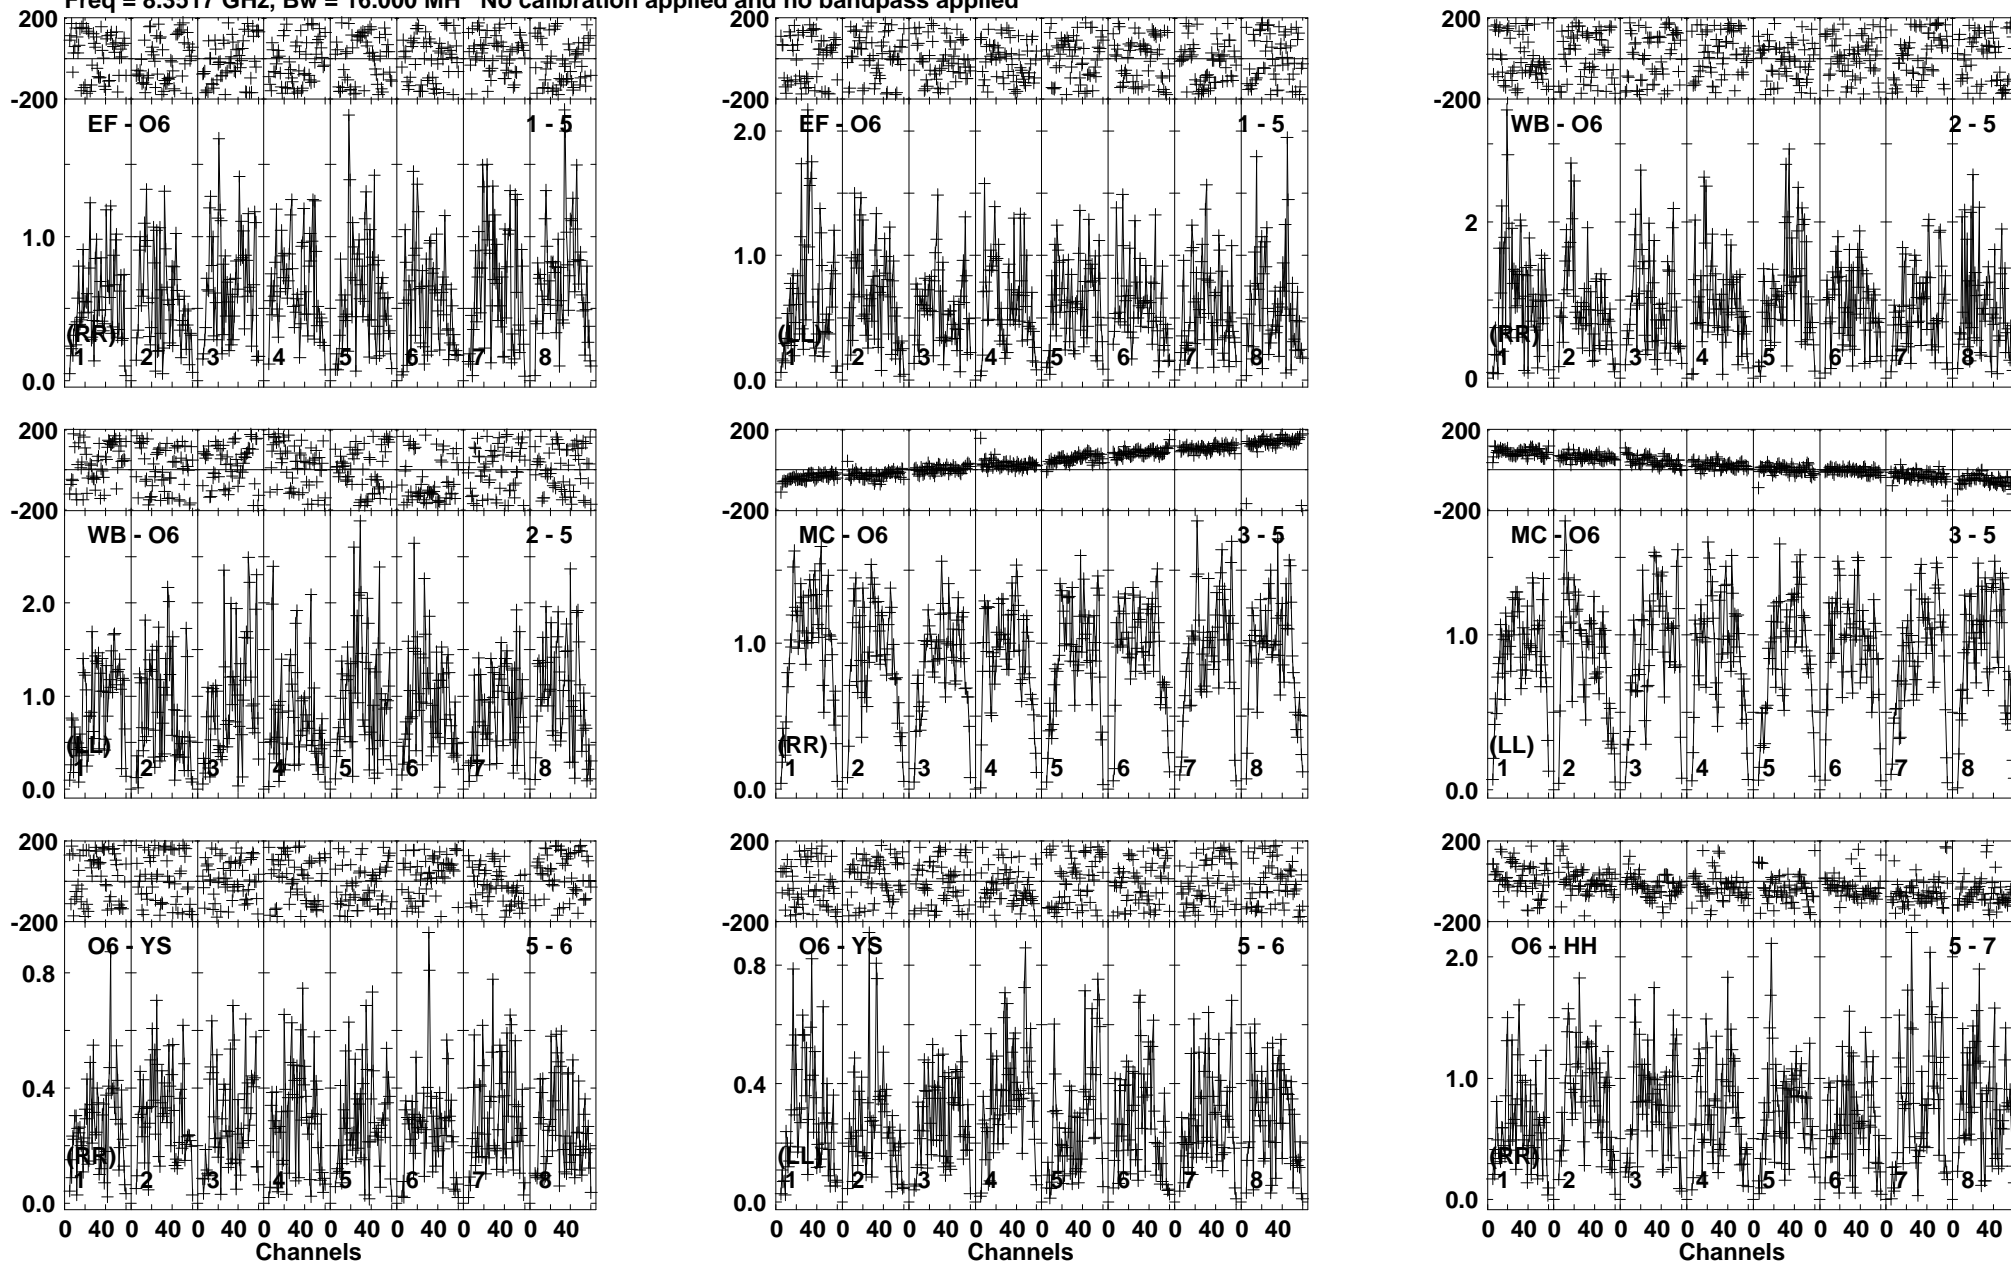 Freq = 8.3517 GHz, Bw = 16.000 MH No calibration applied and no bandpass applied
200 200 200
-200 -200 -200
EF - O6 1 - 5 EF - O6 1 - 5 WB - O6 2 - 5
2.0
2
1.0 1.0
(RR) (LL) (RR)
1 2 3 4 5 6 7 8 1 2 3 4 5 6 7 8 1 2 3 4 5 6 7 8
0.0 0.0 0
200 200 200
-200 -200 -200
WB - O6 2 - 5 MC - O6 3 - 5 MC - O6 3 - 5
2.0
1.0 1.0 1.0
(LL) (RR) (LL)
1 2 3 4 5 6 7 8 1 2 3 4 5 6 7 8 1 2 3 4 5 6 7 8
0.0 0.0 0.0
200 200 200
-200 -200 -200
O6 - YS 5 - 6 O6 - YS 5 - 6 O6 - HH 5 - 7
0.8 0.8 2.0
0.4 0.4 1.0
(RR) (LL) (RR)
1 2 3 4 5 6 7 8 1 2 3 4 5 6 7 8 1 2 3 4 5 6 7 8
0.0 0.0 0.0
0 40 0 40 0 40 0 40 0 40 0 40 0 40 0 40 0 40 0 40 0 40 0 40 0 40 0 40 0 40 0 40 0 40 0 40 0 40 0 40 0 40 0 40 0 40 0 40
Channels Channels Channels